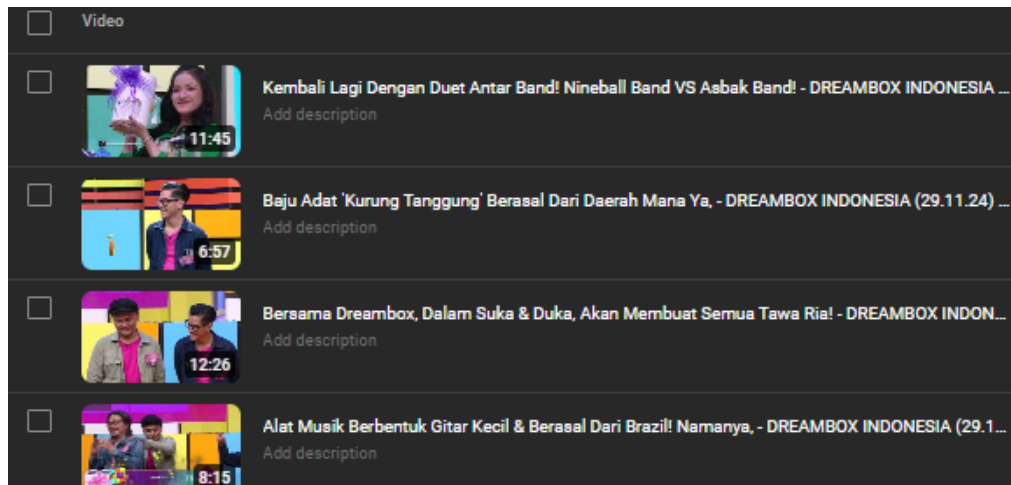 Video
Kembali Lagi Dengan Duet Antar Band! Nineball Band VS Asbak Band! - DREAMBOX INDONESIA ...
Add description
11:45
Baju Adat 'Kurung Tanggung' Berasal Dari Daerah Mana Ya, - DREAMBOX INDONESIA (29.11.24) ...
Add description
6:57
Bersama Dreambox, Dalam Suka & Duka, Akan Membuat Semua Tawa Ria! - DREAMBOX INDON...
Add description
12:26
Alat Musik Berbentuk Gitar Kecil & Berasal Dari Brazil! Namanya, - DREAMBOX INDONESIA (29.1...
Add description
8:15